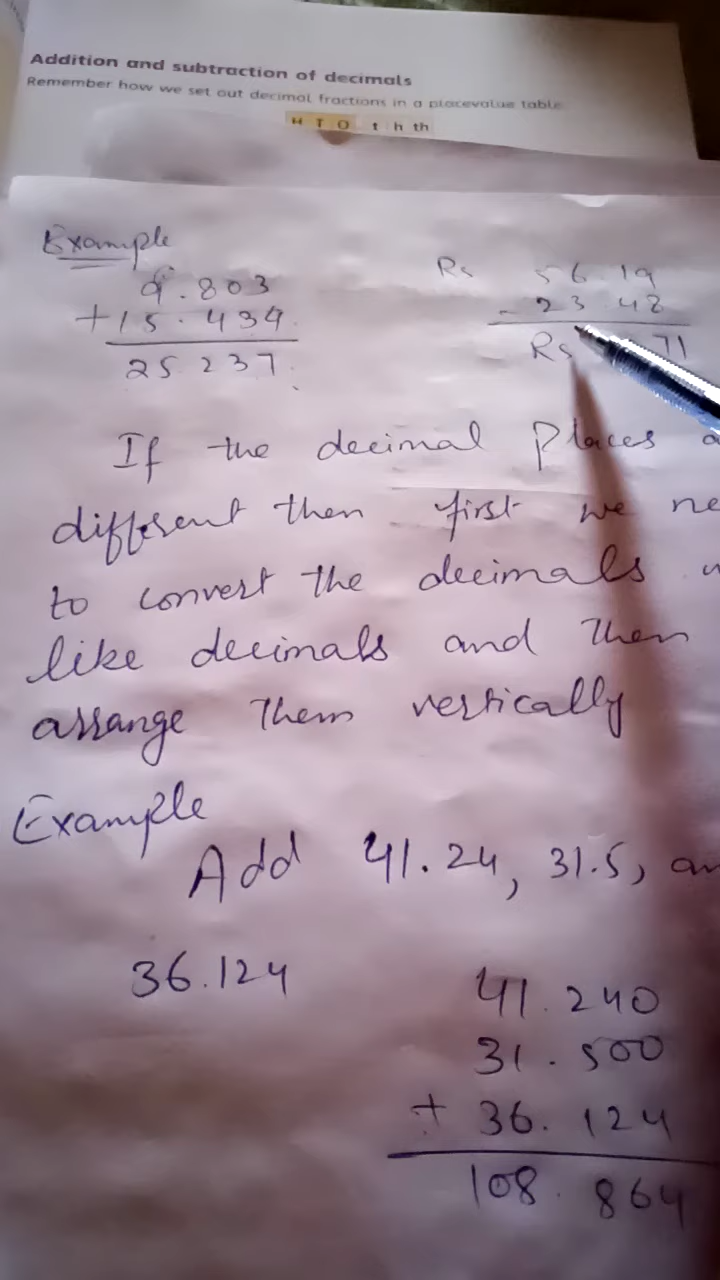 Addition and subtraction of decimals
Remember how we set out decimal fractions in a placevalue table
H T O t h th
Example
9.803
+15.434
25 237
Rs 56.19
- 23.48
Rs 71
If the decimal places
different then first we
to convert the decimals
like decimals and then
arrange them vertically
Example
Add 41.24, 31.5,
36.124
41.240
31.500
+ 36.124
108.864